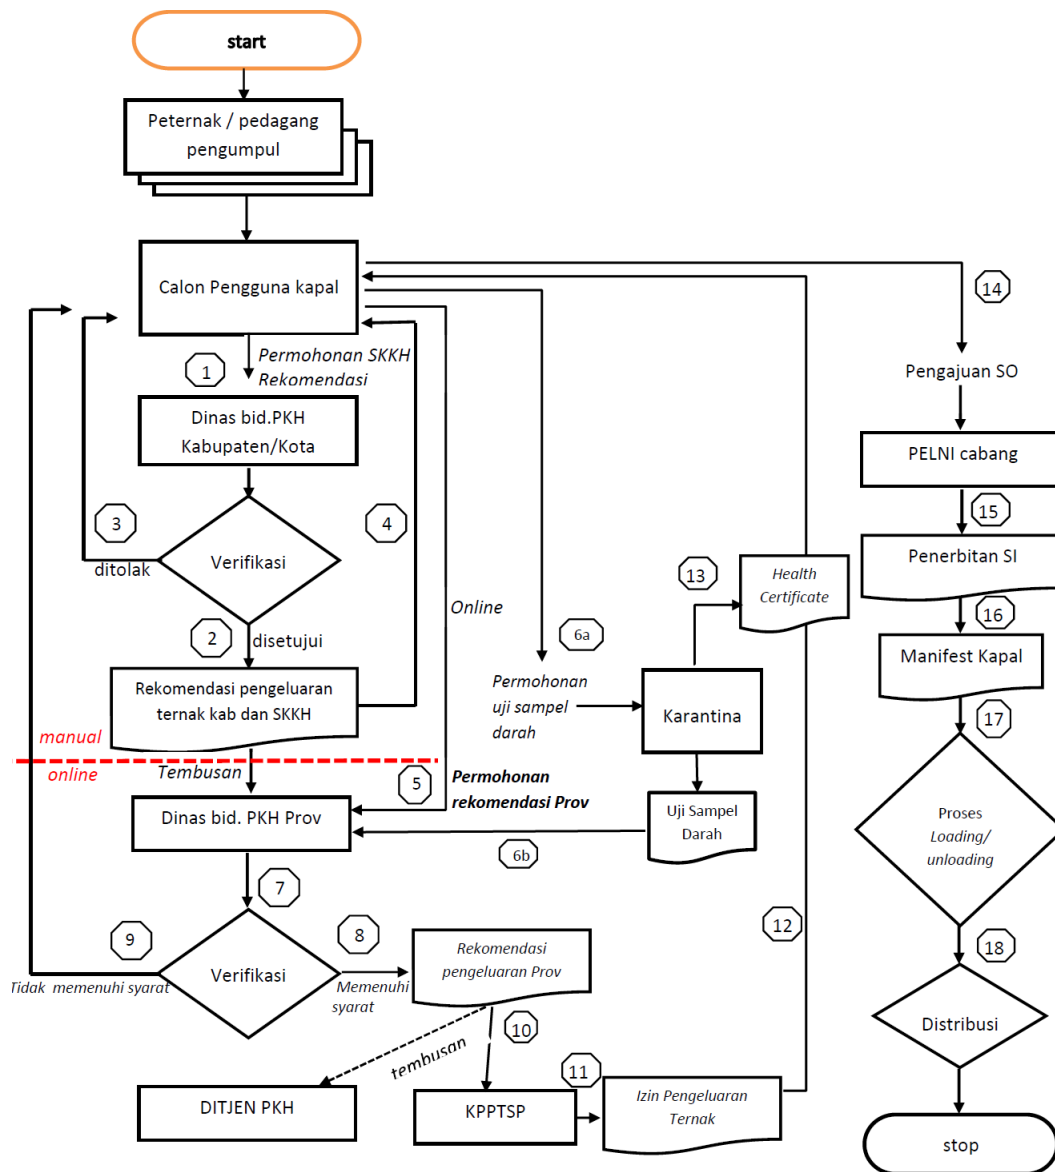 start
Peternak / pedagang
pengumpul
Calon Pengguna kapal
14
1
Permohonan SKKH
Rekomendasi
Pengajuan SO
Dinas bid.PKH
Kabupaten/Kota
PELNI cabang
3
4
15
ditolak
Verifikasi
Penerbitan SI
13
Health
Certificate
Online
2
disetujui
6a
16
Manifest Kapal
Rekomendasi pengeluaran
ternak kab dan SKKH
Permohonan
uji sampel
darah
Karantina
17
manual
online
Tembusan
5
Permohonan
rekomendasi Prov
Dinas bid. PKH Prov
Uji Sampel
Darah
6b
Proses
Loading/
unloading
7
12
9
8
18
Verifikasi
Tidak memenuhi syarat
Memenuhi
syarat
Rekomendasi
pengeluaran Prov
Distribusi
tembusan
10
11
DITJEN PKH
KPPTSP
Izin Pengeluaran
Ternak
stop